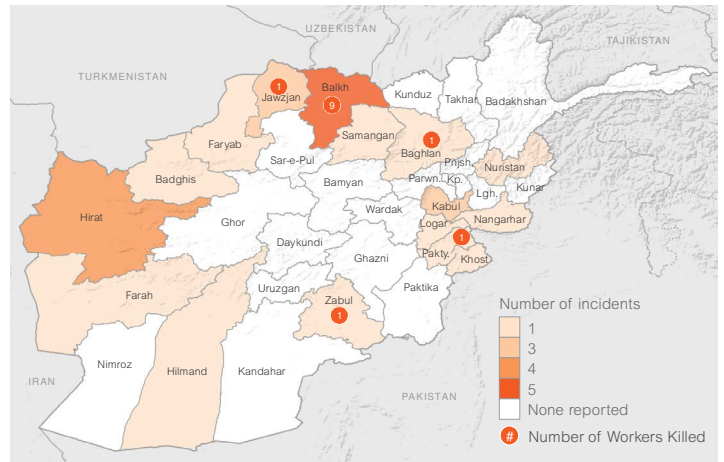 UZBEKISTAN
TAJIKISTAN
TURKMENISTAN
1
Jawzjan
Balkh
9
Kunduz
Takhar
Badakhshan
Faryab
Samangan
1
Baghlan
Sar-e-Pul
Pnjsh.
Nuristan
Badghis
Bamyan
Parwn.
Kp.
Lgh.
Kunar
Hirat
Ghor
Wardak
Kabul
Logar
Nangarhar
Daykundi
1
Ghazni
Pakty.
Khost
Farah
Uruzgan
Zabul
1
Paktika
Nimroz
Hilmand
Kandahar
IRAN
PAKISTAN
Number of incidents
1
3
4
5
None reported
# Number of Workers Killed